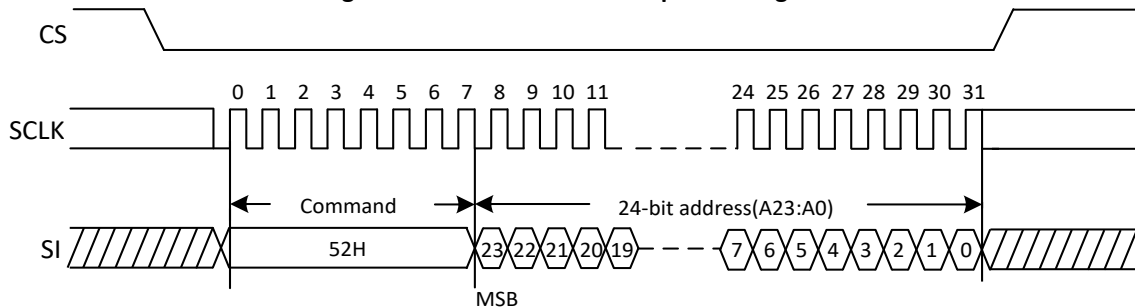 CS
0 1 2 3 4 5 6 7 8 9 10 11 24 25 26 27 28 29 30 31
SCLK
Command 24-bit address(A23:A0)
SI 52H 23 22 21 20 19 7 6 5 4 3 2 1 0
MSB